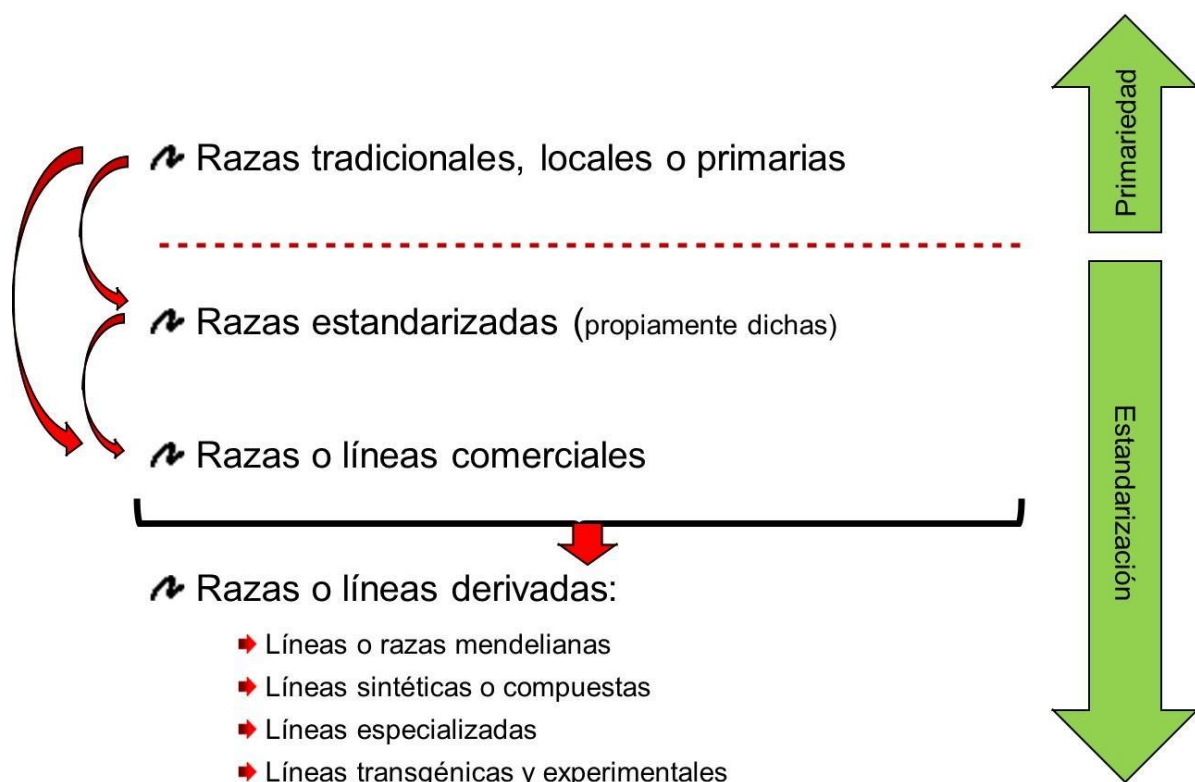 Primariedad
Razas tradicionales, locales o primarias
Razas estandarizadas (propiamente dichas)
Razas o líneas comerciales
Estandarización
Razas o líneas derivadas:
Líneas o razas mendelianas
Líneas sintéticas o compuestas
Líneas especializadas
Líneas transgénicas y experimentales